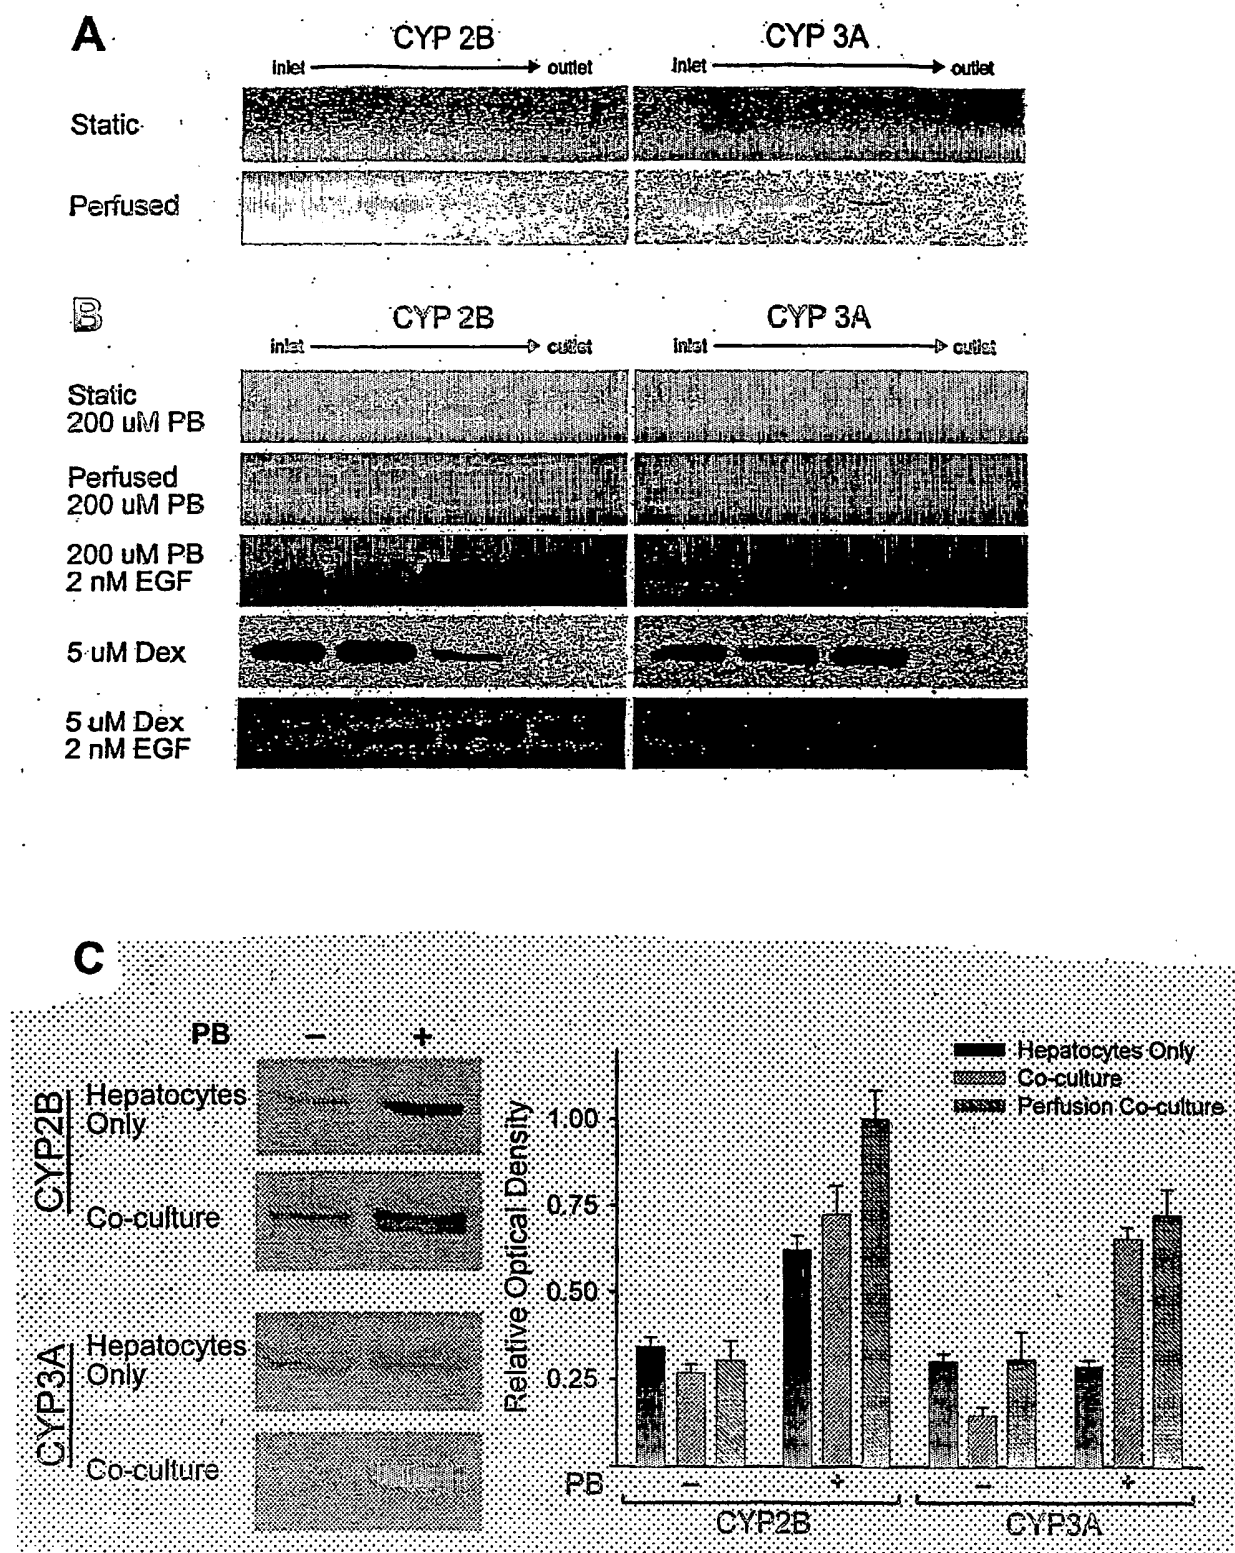 A
CYP 2B
CYP 3A
inlet
outlet
inlet
outlet
Static
Perfused
B
CYP 2B
CYP 3A
inlet
outlet
inlet
outlet
Static
200 uM PB
Perfused
200 uM PB
200 uM PB
2 nM EGF
5 uM Dex
5 uM Dex
2 nM EGF
C
PB
−
+
CYP2B
Hepatocytes
Only
Co-culture
CYP3A
Hepatocytes
Only
Co-culture
Hepatocytes Only
Co-culture
Perfusion Co-culture
Relative Optical Density
1.00
0.75
0.50
0.25
PB
−
+
−
+
CYP2B
CYP3A